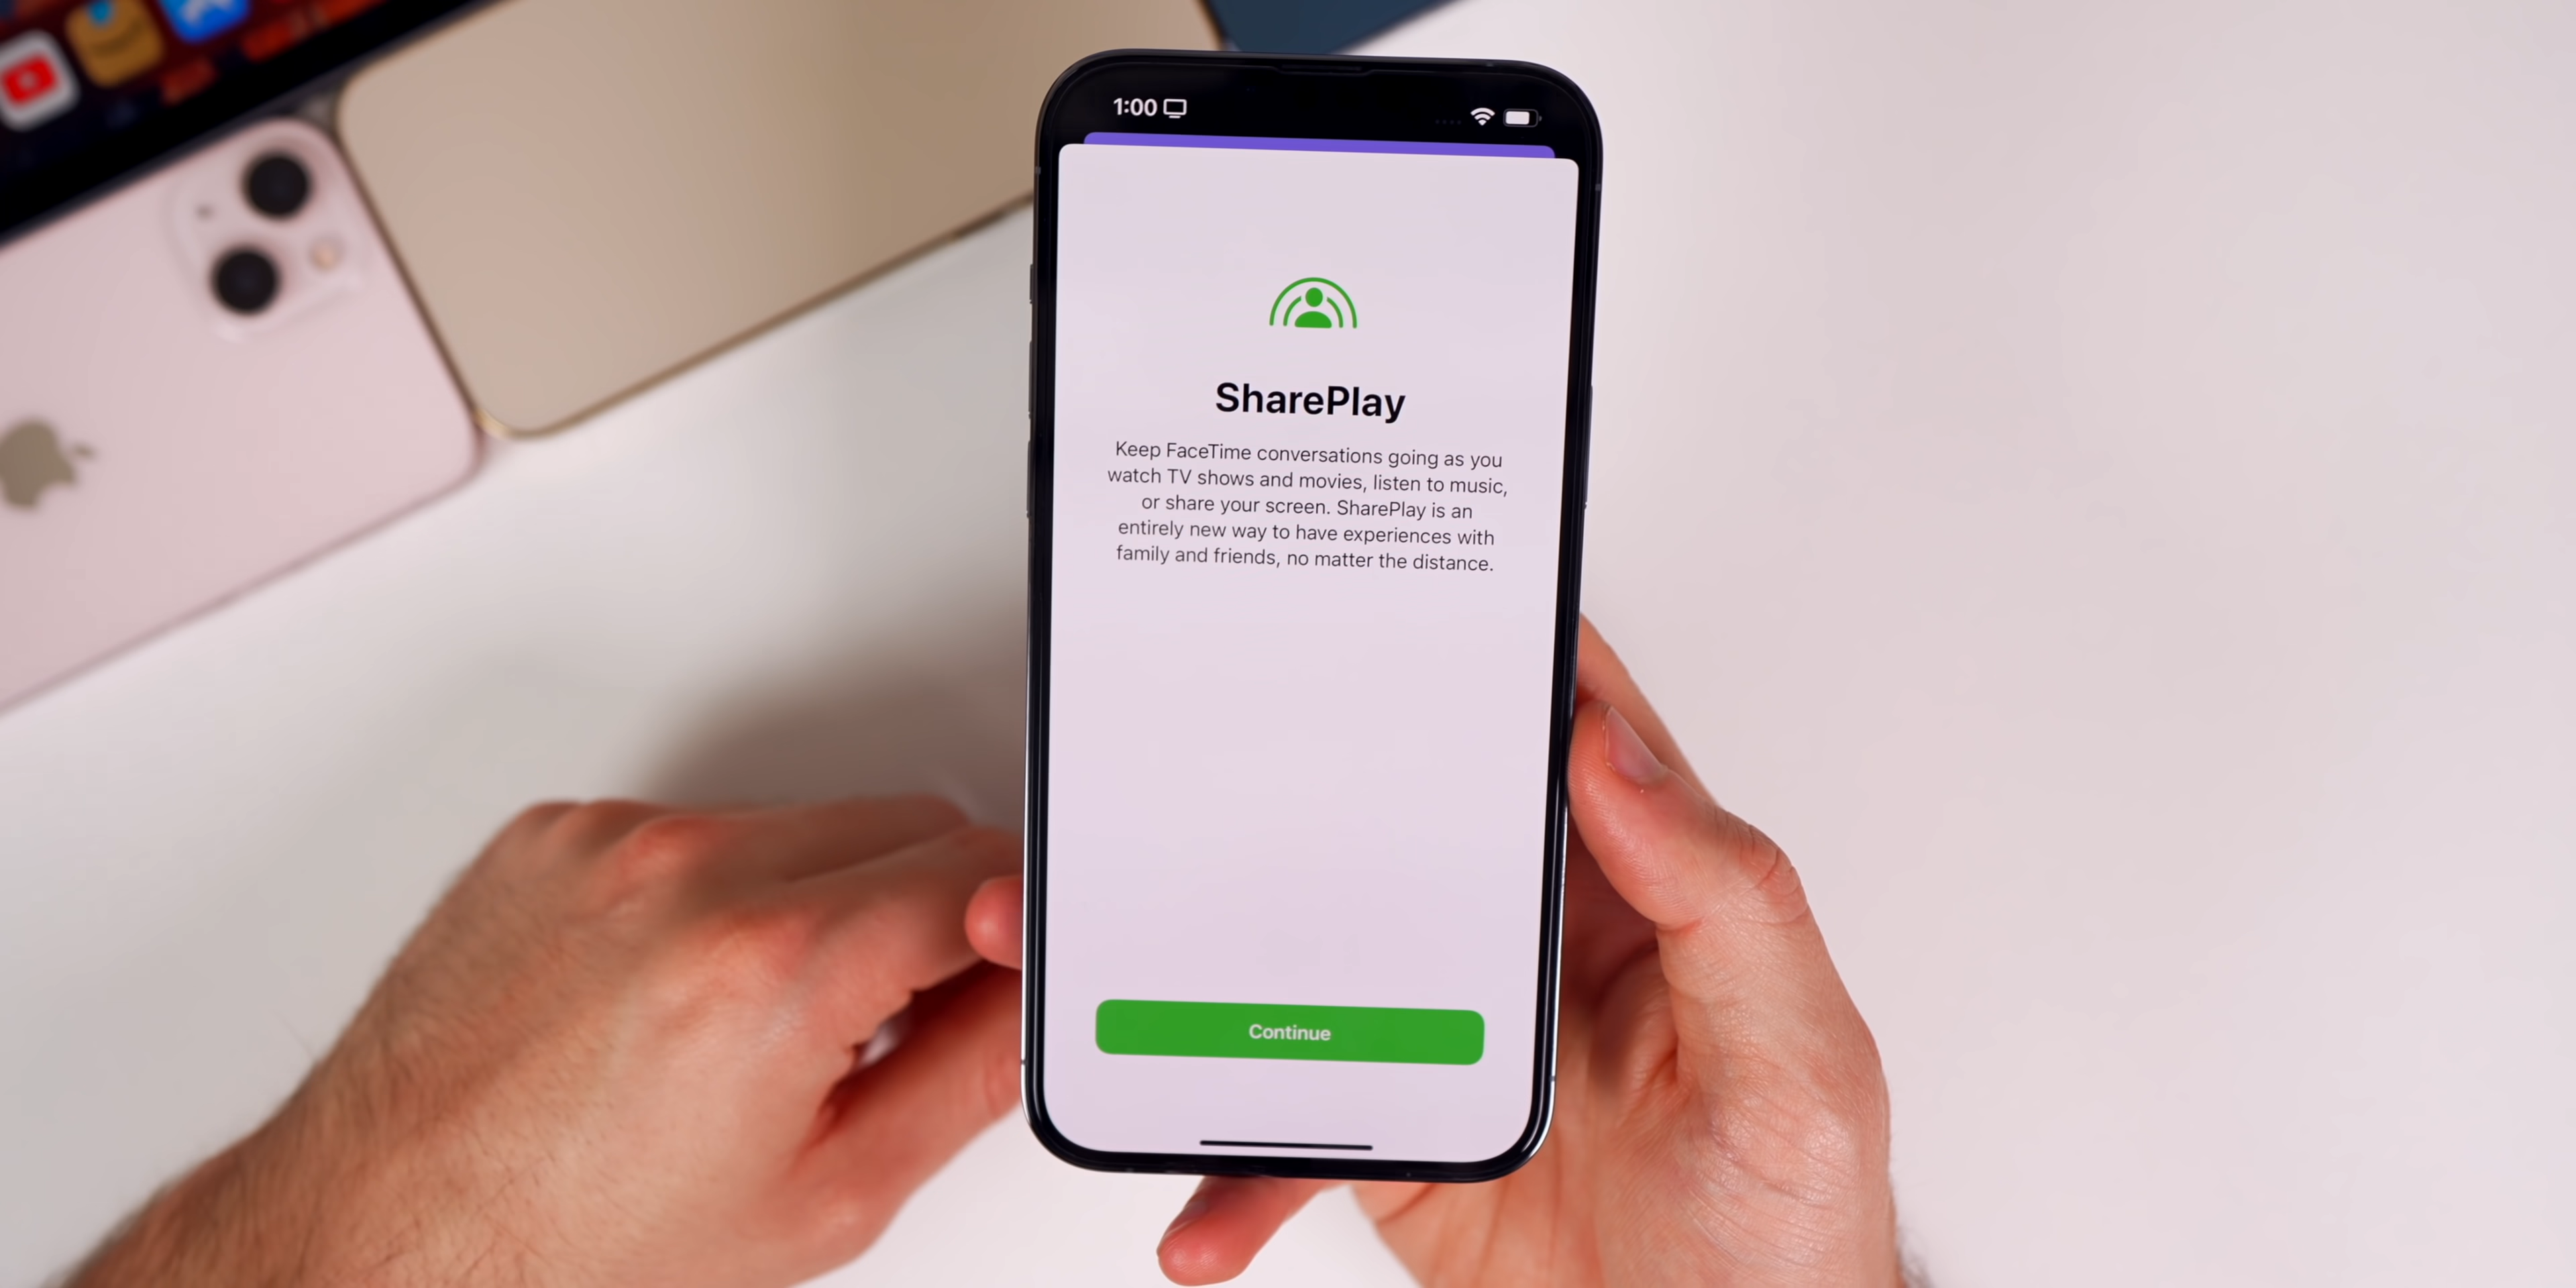 1:00
SharePlay
Keep FaceTime conversations going as you
watch TV shows and movies, listen to music,
or share your screen. SharePlay is an
entirely new way to have experiences with
family and friends, no matter the distance.
Continue